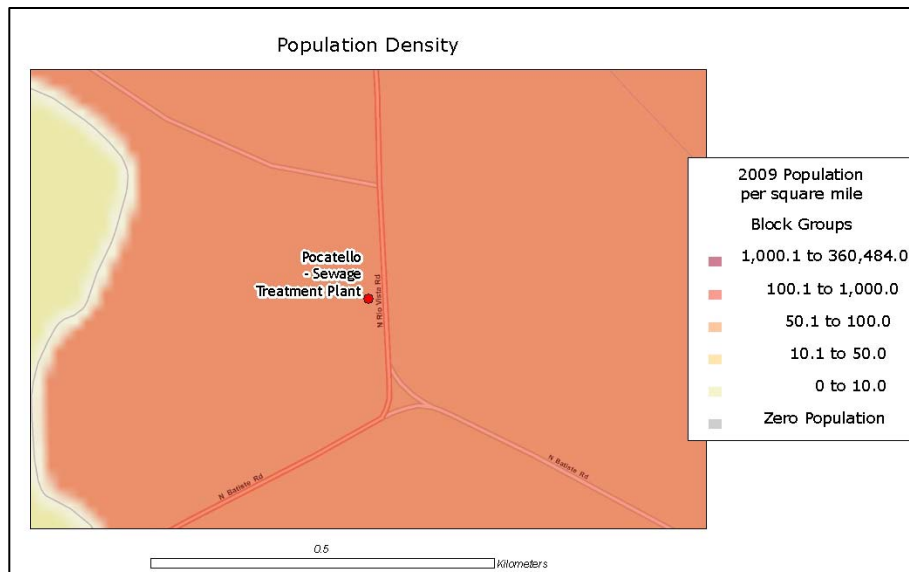 Population Density
Pocatello
- Sewage
Treatment Plant
N Rio Vista Rd
N Batiste Rd
N Batiste Rd
2009 Population
per square mile
Block Groups
1,000.1 to 360,484.0
100.1 to 1,000.0
50.1 to 100.0
10.1 to 50.0
0 to 10.0
Zero Population
0.5
Kilometers